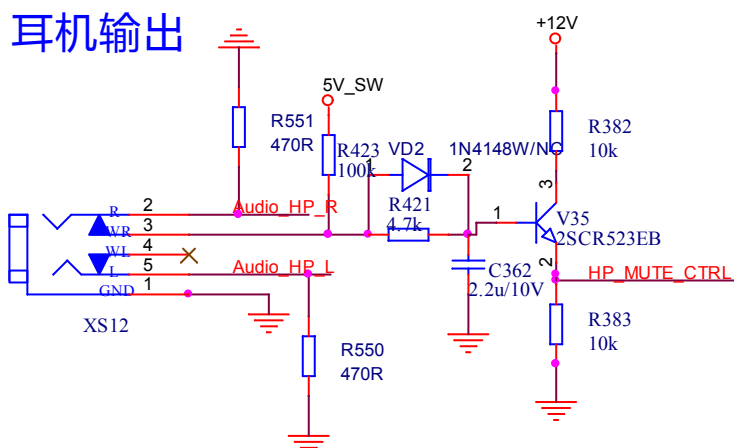 耳机输出
+12V
5V_SW
R551
470R
R423
100k
VD2
1N4148W/NC
R382
10k
1
2
3
R
2
Audio_HP_R
WR
3
R421
4.7k
1
V35
2SCR523EB
WL
4
L
5
Audio_HP_L
GND
1
C362
2.2u/10V
2
HP_MUTE_CTRL
XS12
R383
10k
R550
470R